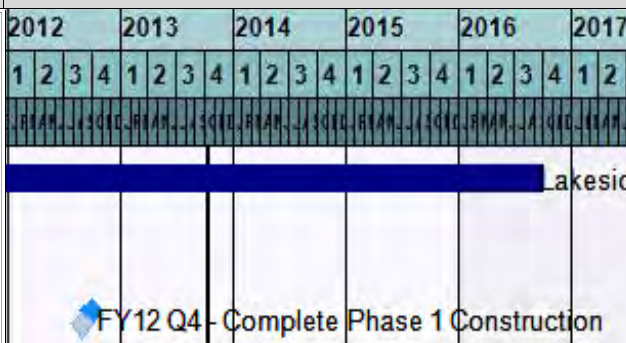 2012 2013 2014 2015 2016 2017
1 2 3 4 1 2 3 4 1 2 3 4 1 2 3 4 1 2 3 4 1 2
Lakesid
FY12 Q4 - Complete Phase 1 Construction